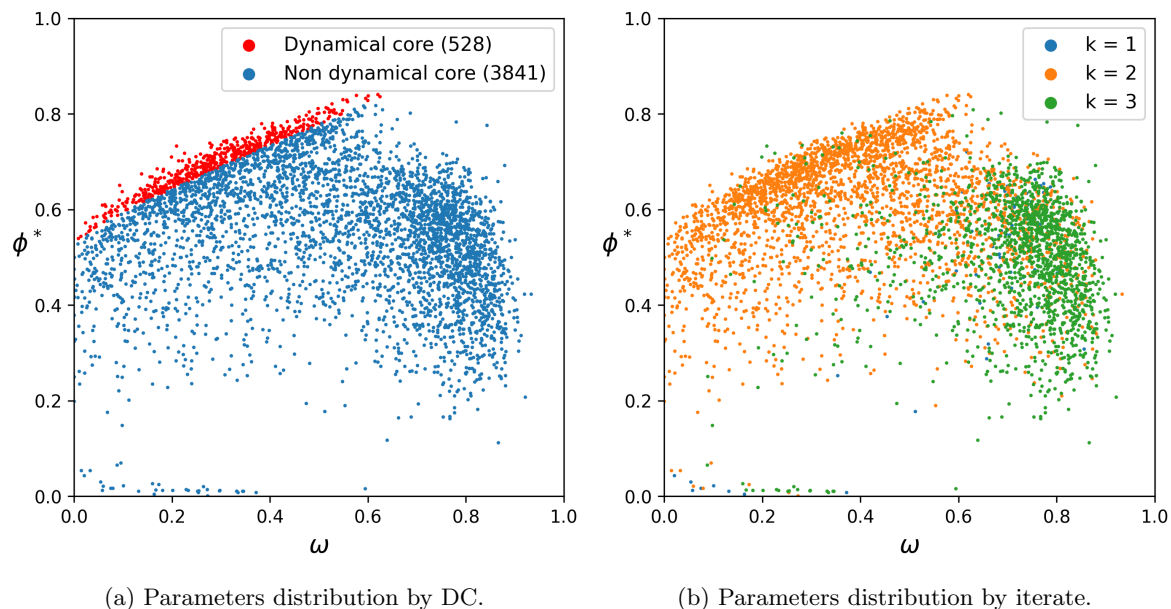 1.0
0.8
0.6
ϕ*
0.4
0.2
0.0
0.0 0.2 0.4 0.6 0.8 1.0
ω
Dynamical core (528)
Non dynamical core (3841)
(a) Parameters distribution by DC.
1.0
0.8
0.6
ϕ*
0.4
0.2
0.0
0.0 0.2 0.4 0.6 0.8 1.0
ω
k = 1
k = 2
k = 3
(b) Parameters distribution by iterate.